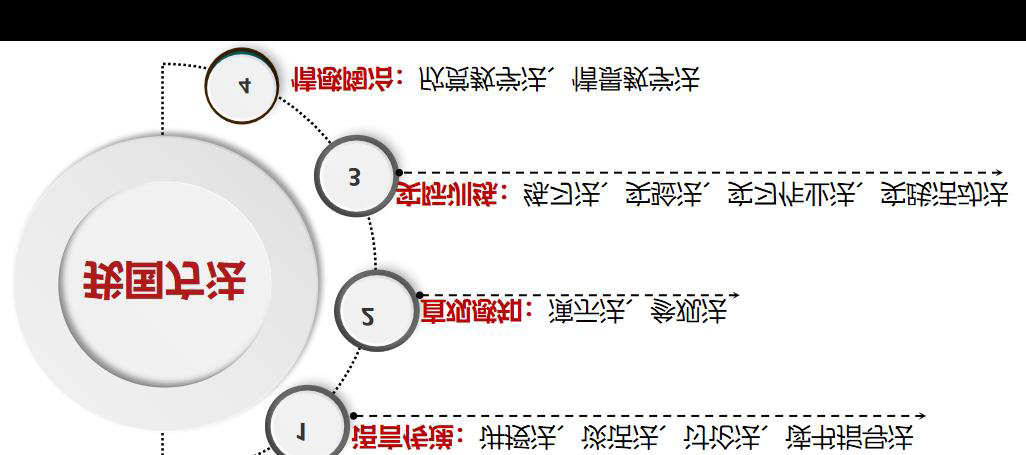 我国方法
1
语言传递：讲授法、谈话法、讨论法、读书指导法
2
直观感知：演示法、参观法
3
实际训练：练习法、实验法、实习作业法、实践活动法
4
情感陶冶：欣赏教学法、情景教学法